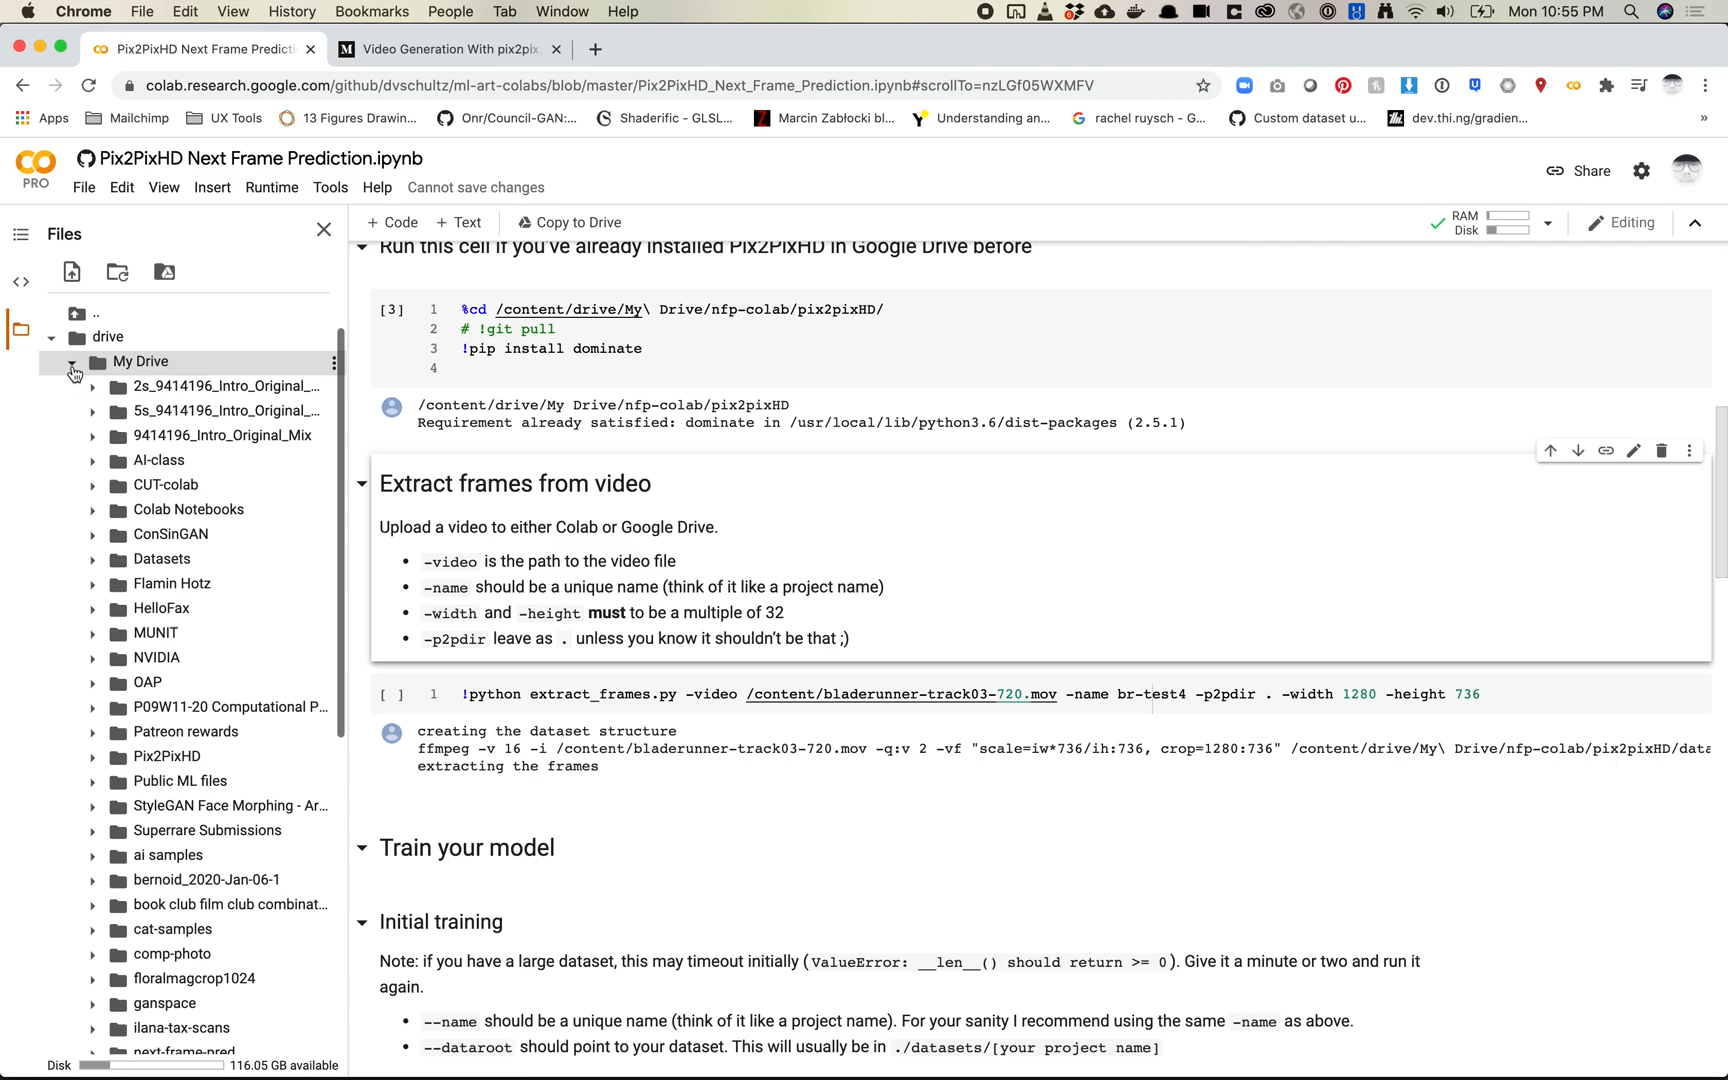 Chrome File Edit View History Bookmarks People Tab Window Help Mon 10:55 PM
Pix2PixHD Next Frame Predicti Video Generation With pix2pix.
colab.research.google.com/github/dvschultz/ml-art-colabs/blob/master/Pix2PixHD_Next_Frame_Prediction.ipynb#scrollTo=nzLGf05WXMFV
Apps Mailchimp UX Tools 13 Figures Drawin... Onr/Council-GAN:... Shaderific - GLSL... Marcin Zabłocki bl... Understanding an... rachel ruysch - G... Custom dataset u... dev.thi.ng/gradien... »
Pix2PixHD Next Frame Prediction.ipynb
PRO
File Edit View Insert Runtime Tools Help Cannot save changes
Share
Files
+ Code + Text Copy to Drive
RAM
Disk
Editing
..
drive
My Drive
2s_9414196_Intro_Original_...
5s_9414196_Intro_Original_...
9414196_Intro_Original_Mix
AI-class
CUT-colab
Colab Notebooks
ConSinGAN
Datasets
Flamin Hotz
HelloFax
MUNIT
NVIDIA
OAP
P09W11-20 Computational P...
Patreon rewards
Pix2PixHD
Public ML files
StyleGAN Face Morphing - Ar...
Superrare Submissions
ai samples
bernoid_2020-Jan-06-1
book club film club combinat...
cat-samples
comp-photo
floralmagcrop1024
ganspace
ilana-tax-scans
next-frame-pred
Disk 116.05 GB available
Run this cell if you've already installed Pix2PixHD in Google Drive before
[3] 1 %cd /content/drive/My\ Drive/nfp-colab/pix2pixHD/
2 # !git pull
3 !pip install dominate
4
/content/drive/My Drive/nfp-colab/pix2pixHD
Requirement already satisfied: dominate in /usr/local/lib/python3.6/dist-packages (2.5.1)
Extract frames from video
Upload a video to either Colab or Google Drive.
• -video is the path to the video file
• -name should be a unique name (think of it like a project name)
• -width and -height must to be a multiple of 32
• -p2pdir leave as . unless you know it shouldn't be that ;)
[ ] 1 !python extract_frames.py -video /content/bladerunner-track03-720.mov -name br-test4 -p2pdir . -width 1280 -height 736
creating the dataset structure
ffmpeg -v 16 -i /content/bladerunner-track03-720.mov -q:v 2 -vf "scale=iw*736/ih:736, crop=1280:736" /content/drive/My\ Drive/nfp-colab/pix2pixHD/data
extracting the frames
Train your model
Initial training
Note: if you have a large dataset, this may timeout initially (ValueError: __len__() should return >= 0). Give it a minute or two and run it
again.
• --name should be a unique name (think of it like a project name). For your sanity I recommend using the same -name as above.
• --dataroot should point to your dataset. This will usually be in ./datasets/[your project name]